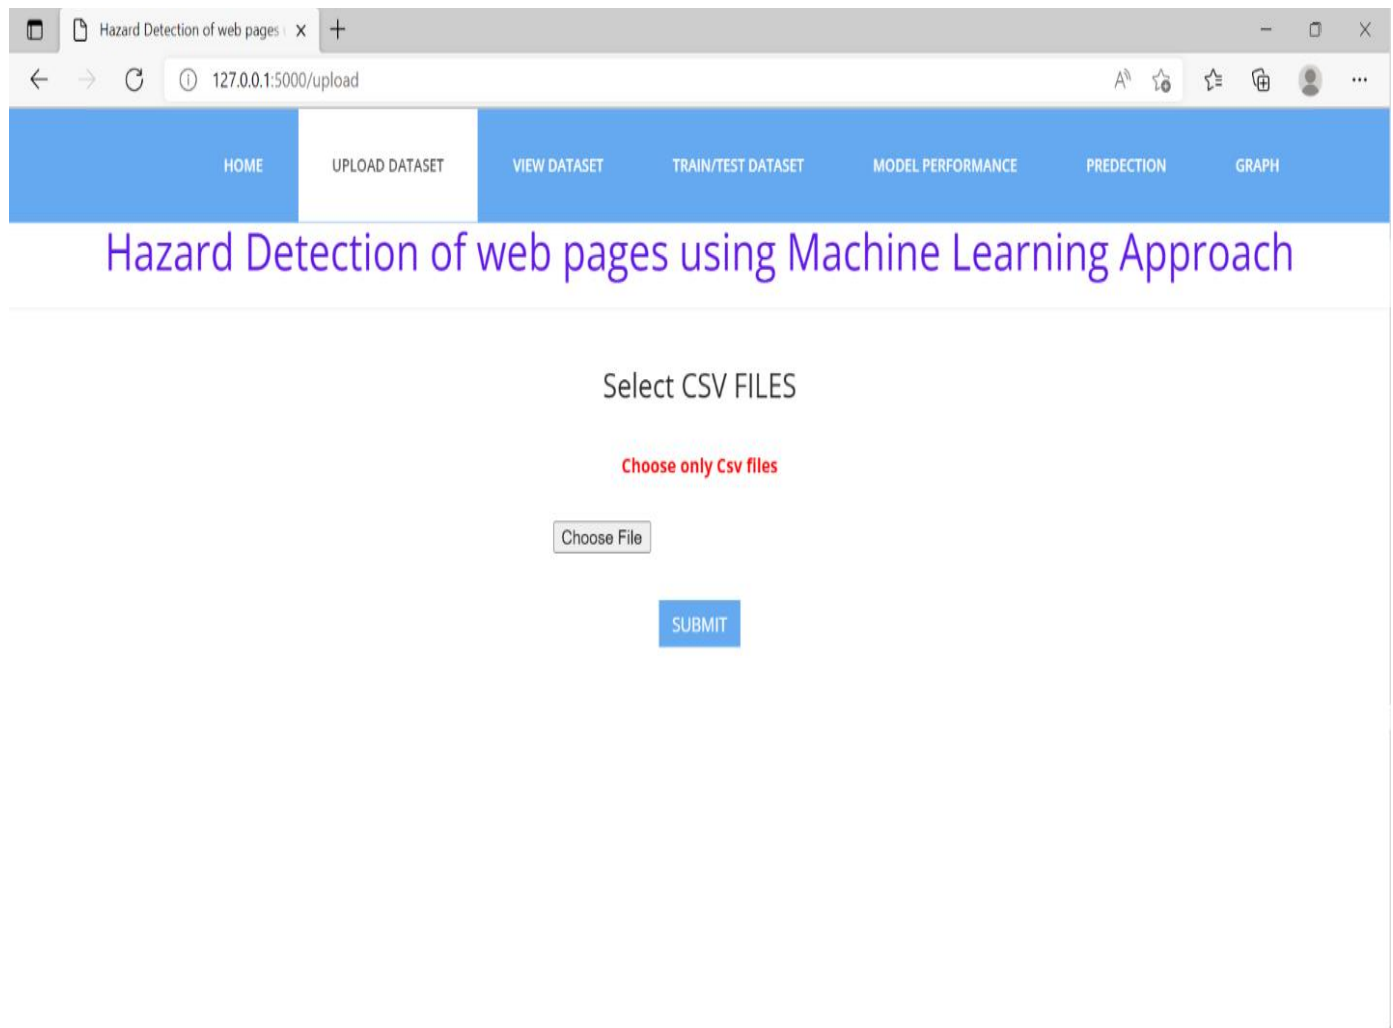 Hazard Detection of web pages
127.0.0.1:5000/upload
HOME UPLOAD DATASET VIEW DATASET TRAIN/TEST DATASET MODEL PERFORMANCE PREDECTION GRAPH
Hazard Detection of web pages using Machine Learning Approach
Select CSV FILES
Choose only Csv files
Choose File
SUBMIT